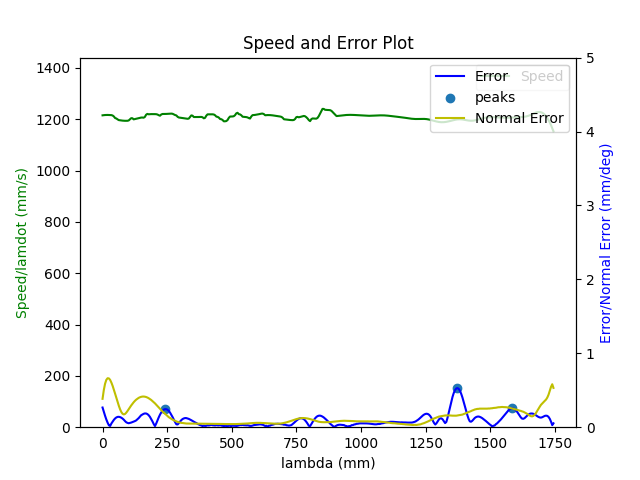 Speed and Error Plot
Speed/lamdot (mm/s)
1400
1200
1000
800
600
400
200
0
Error
Speed
peaks
Normal Error
5
4
3
2
1
0
Error/Normal Error (mm/deg)
0
250
500
750
1000
1250
1500
1750
lambda (mm)